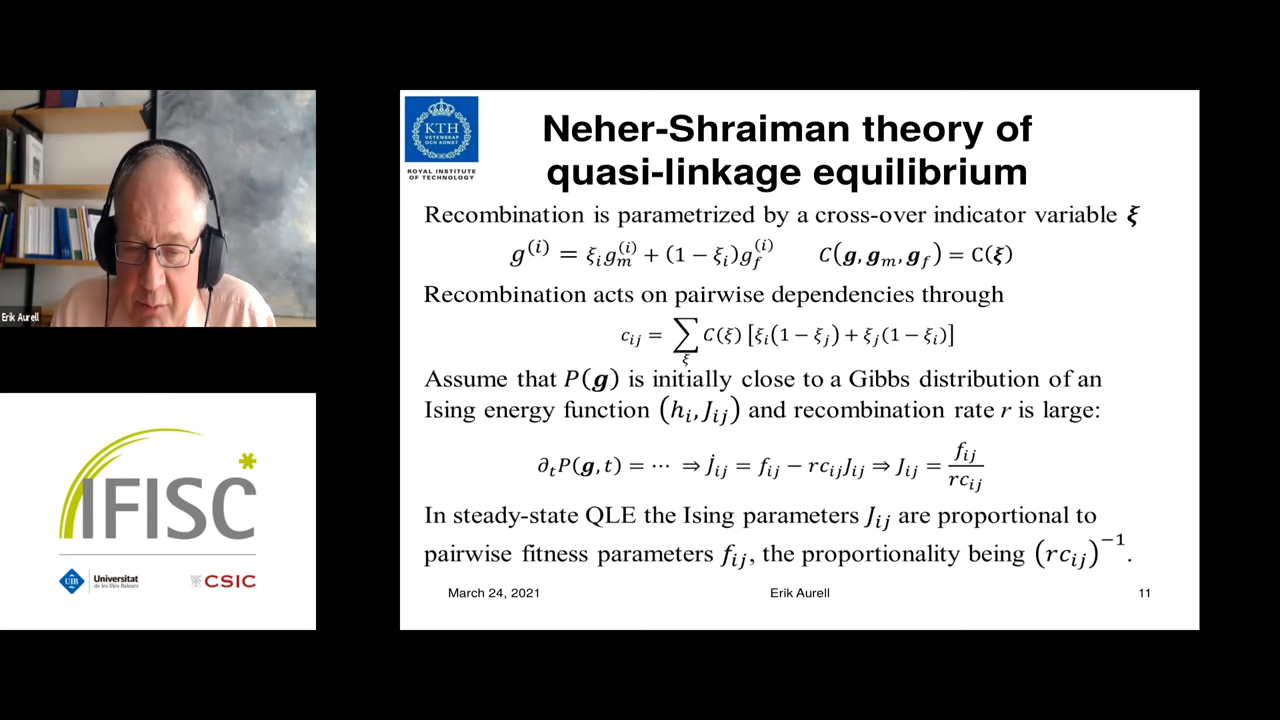 Erik Aurell
IFISC
UIB Universitat
de les Illes Balears
CSIC
KTH
VETENSKAP
OCH KONST
ROYAL INSTITUTE
OF TECHNOLOGY
Neher-Shraiman theory of
quasi-linkage equilibrium
Recombination is parametrized by a cross-over indicator variable ξ
g^(i) = ξ_i g_m^(i) + (1 − ξ_i)g_f^(i)   C(g, g_m, g_f) = C(ξ)
Recombination acts on pairwise dependencies through
c_ij = ∑_ξ C(ξ) [ξ_i(1 − ξ_j) + ξ_j(1 − ξ_i)]
Assume that P(g) is initially close to a Gibbs distribution of an
Ising energy function (h_i, J_ij) and recombination rate r is large:
∂_t P(g, t) = ⋯ ⇒ J̇_ij = f_ij − rc_ij J_ij ⇒ J_ij = f_ij / rc_ij
In steady-state QLE the Ising parameters J_ij are proportional to
pairwise fitness parameters f_ij, the proportionality being (rc_ij)^−1.
March 24, 2021 Erik Aurell 11